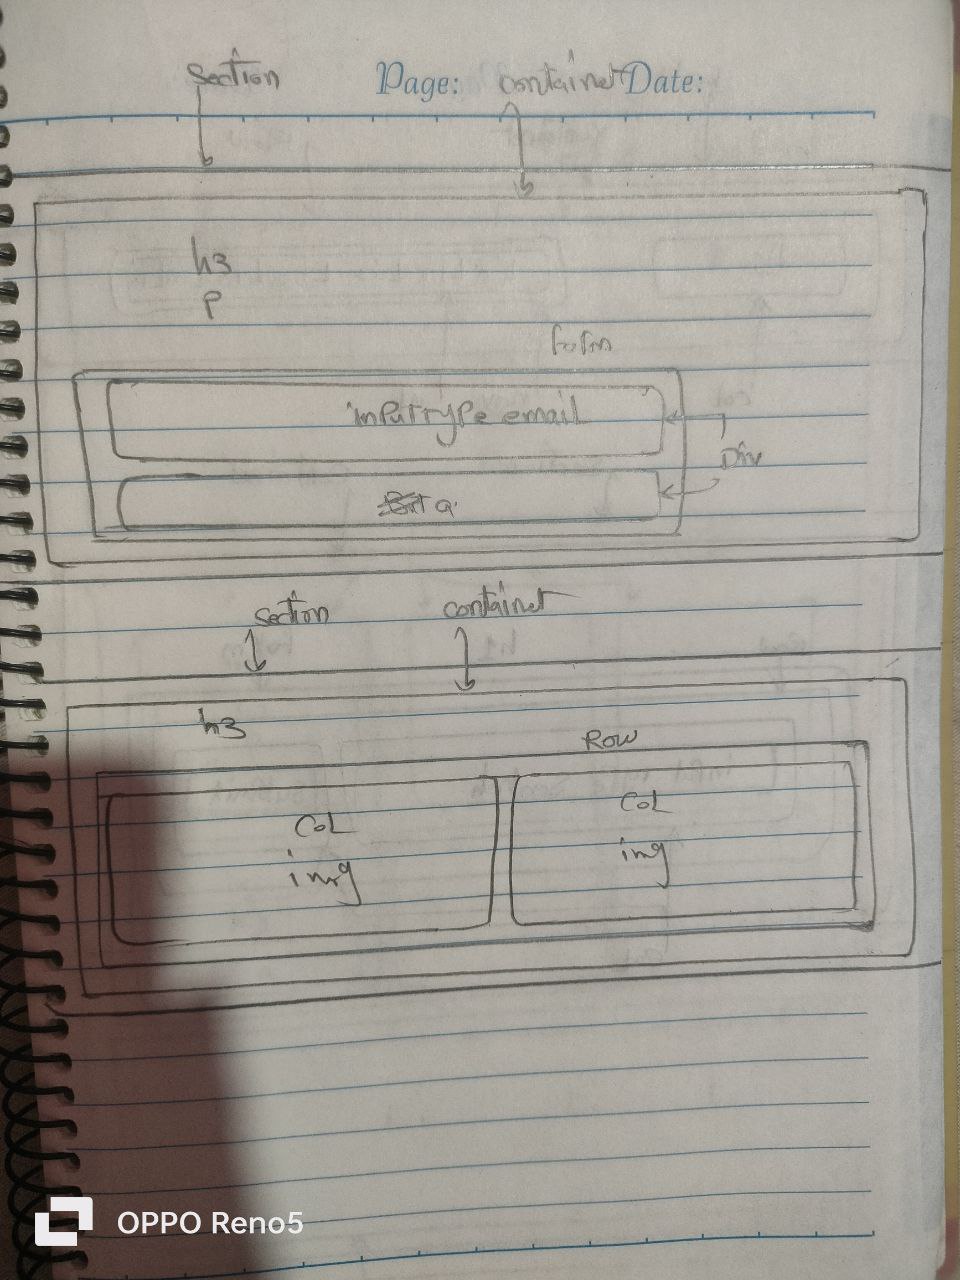 section Page: container Date:
h3
P
form
input type email
Div
a
section container
h3
Row
CoL CoL
img img
OPPO Reno5